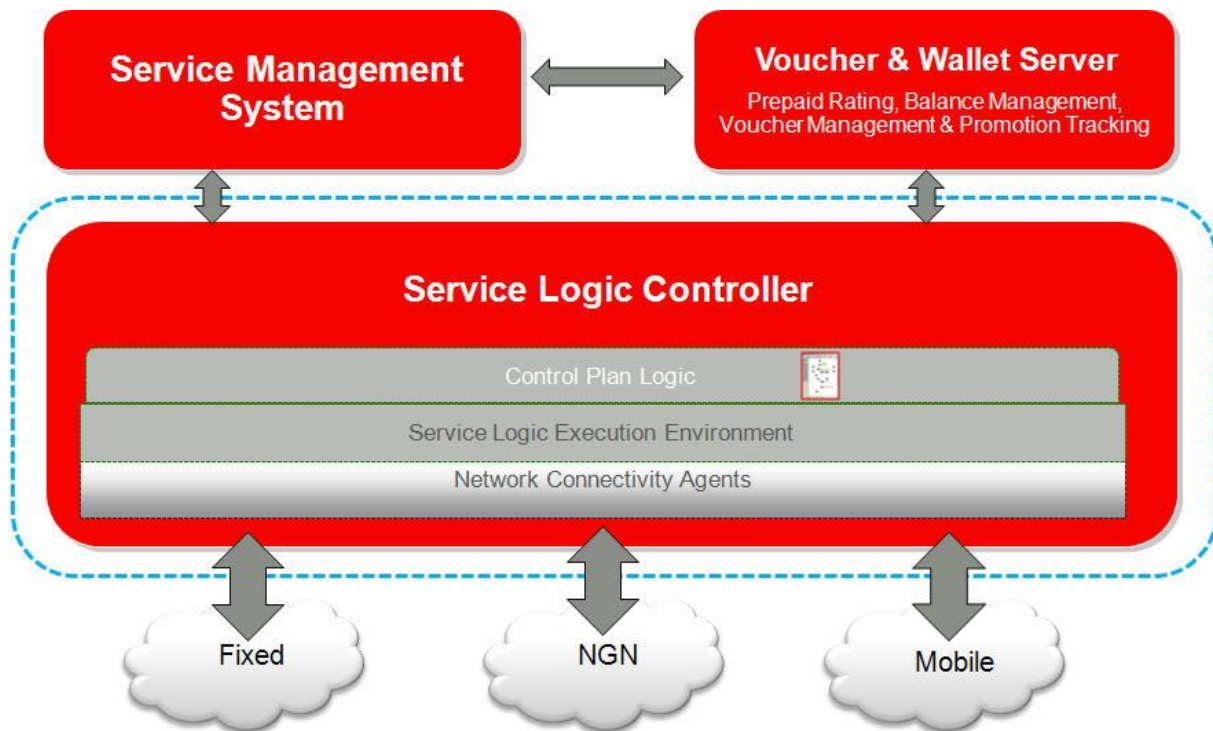 Service Management
System
Voucher & Wallet Server
Prepaid Rating, Balance Management,
Voucher Management & Promotion Tracking
Service Logic Controller
Control Plan Logic
Service Logic Execution Environment
Network Connectivity Agents
Fixed
NGN
Mobile